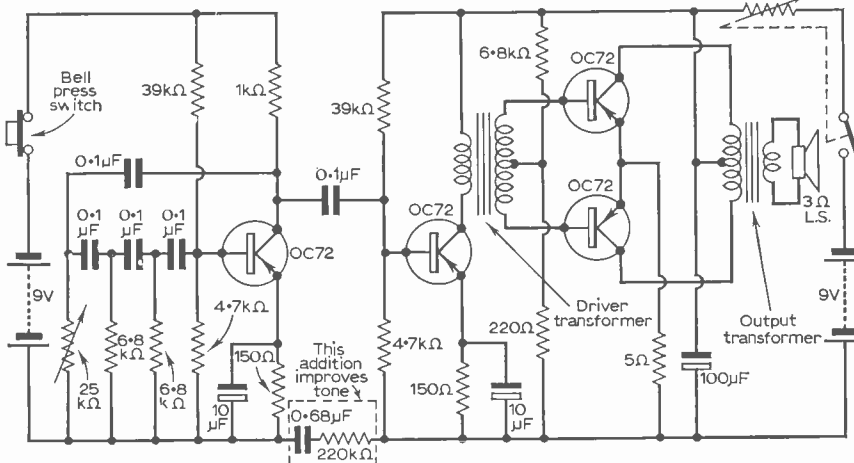 Bell
press
switch
39kΩ
1kΩ
0·1μF
0·1
μF
0·1
μF
0·1
μF
OC72
9V
25
kΩ
6·8
kΩ
6·8
kΩ
4·7kΩ
150Ω
10
μF
This
addition
improves
tone
0·68μF
220kΩ
0·1μF
39kΩ
OC72
4·7kΩ
150Ω
10
μF
6·8kΩ
OC72
OC72
Driver
transformer
220Ω
5Ω
100μF
Output
transformer
3Ω
L.S.
9V